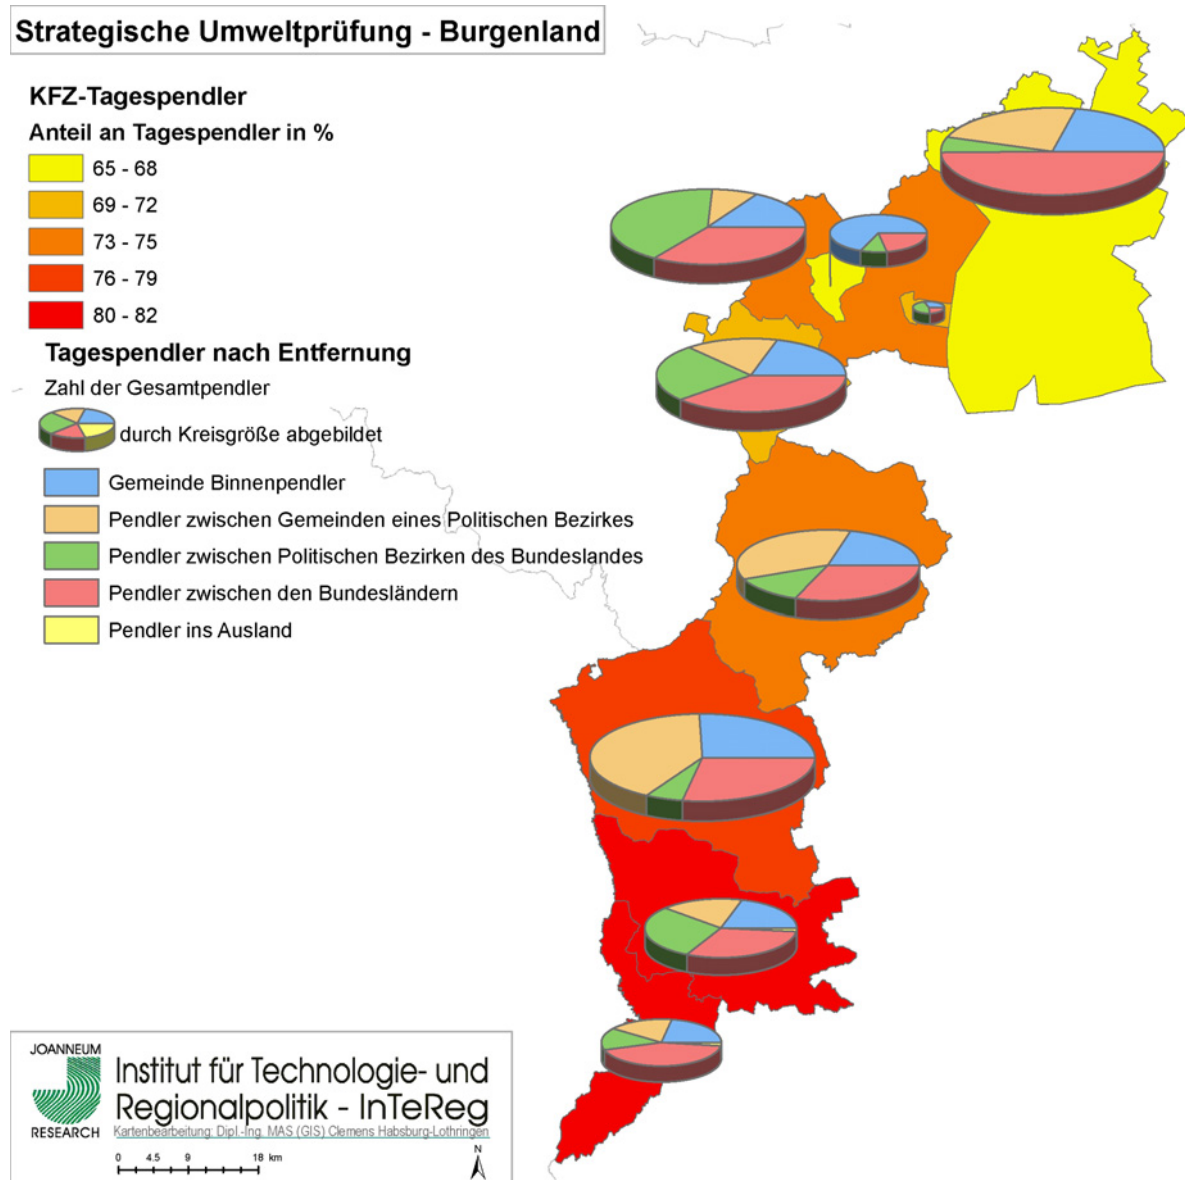 Strategische Umweltprüfung - Burgenland
KFZ-Tagespendler
Anteil an Tagespendler in %
65 - 68
69 - 72
73 - 75
76 - 79
80 - 82
Tagespendler nach Entfernung
Zahl der Gesamtpendler
durch Kreisgröße abgebildet
Gemeinde Binnenpendler
Pendler zwischen Gemeinden eines Politischen Bezirkes
Pendler zwischen Politischen Bezirken des Bundeslandes
Pendler zwischen den Bundesländern
Pendler ins Ausland
JOANNEUM
RESEARCH
Institut für Technologie- und
Regionalpolitik - InTeReg
Kartenbearbeitung: Dipl.-Ing. MAS (GIS) Clemens Habsburg-Lothringen
0 4.5 9 18 km
N